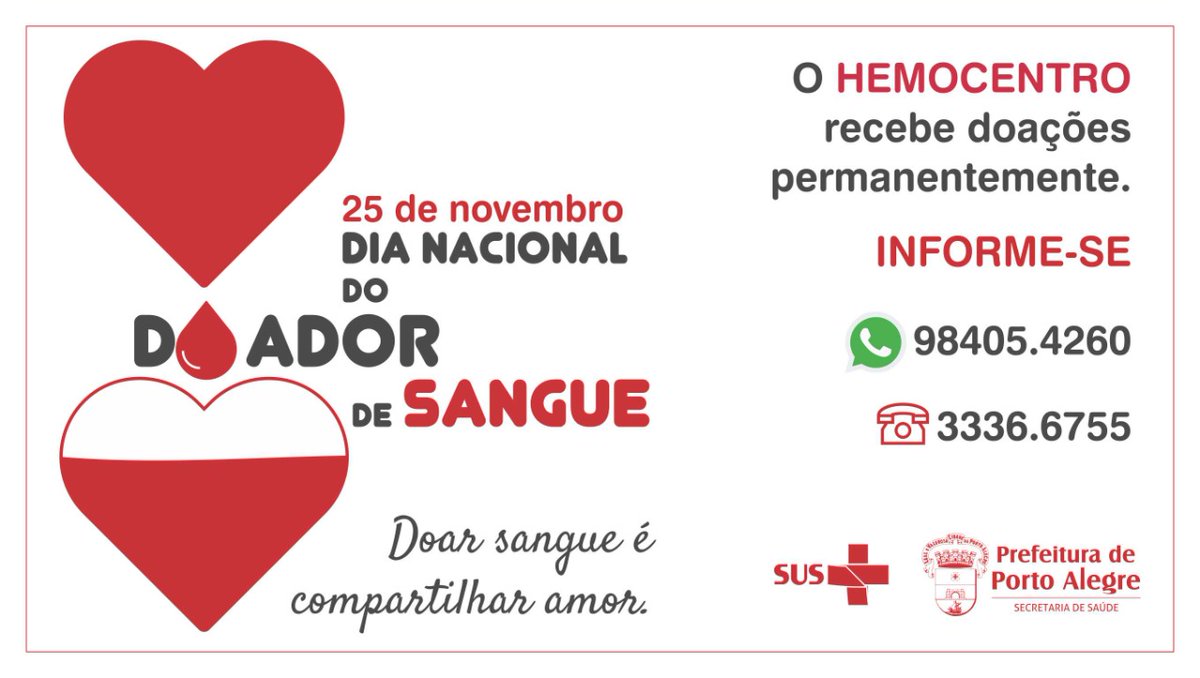 25 de novembro
DIA NACIONAL
DO
DOADOR
DE SANGUE
Doar sangue é
compartilhar amor.
O HEMOCENTRO
recebe doações
permanentemente.
INFORME-SE
98405.4260
3336.6755
SUS
Prefeitura de
Porto Alegre
SECRETARIA DE SAÚDE